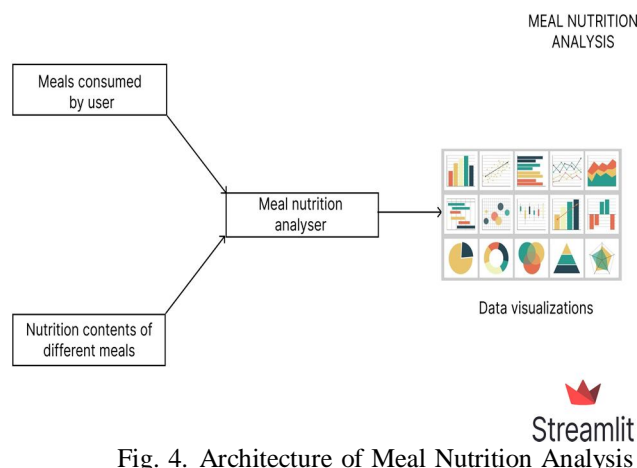 MEAL NUTRITION
ANALYSIS
Meals consumed
by user
Meal nutrition
analyser
Nutrition contents of
different meals
Data visualizations
Streamlit
Fig. 4. Architecture of Meal Nutrition Analysis